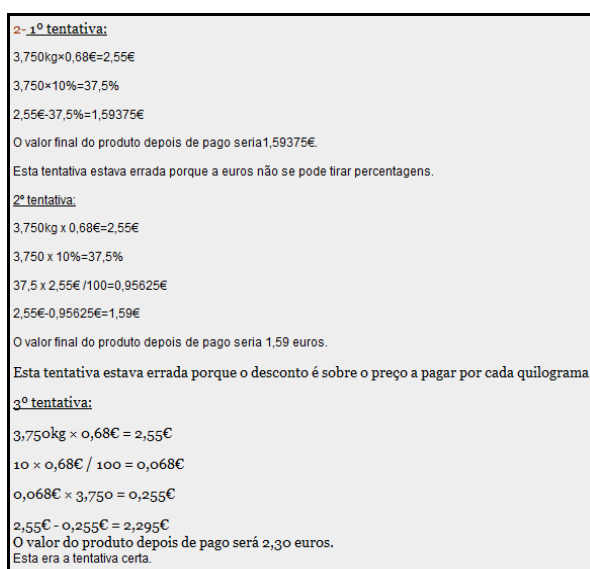 2- 1º tentativa:
3,750kg×0,68€=2,55€
3,750×10%=37,5%
2,55€-37,5%=1,59375€
O valor final do produto depois de pago seria1,59375€.
Esta tentativa estava errada porque a euros não se pode tirar percentagens.
2ª tentativa:
3,750kg x 0,68€=2,55€
3,750 x 10%=37,5%
37,5 x 2,55€ /100=0,95625€
2,55€-0,95625€=1,59€
O valor final do produto depois de pago seria 1,59 euros.
Esta tentativa estava errada porque o desconto é sobre o preço a pagar por cada quilograma
3º tentativa:
3,750kg × 0,68€ = 2,55€
10 × 0,68€ / 100 = 0,068€
0,068€ × 3,750 = 0,255€
2,55€ - 0,255€ = 2,295€
O valor do produto depois de pago será 2,30 euros.
Esta era a tentativa certa.